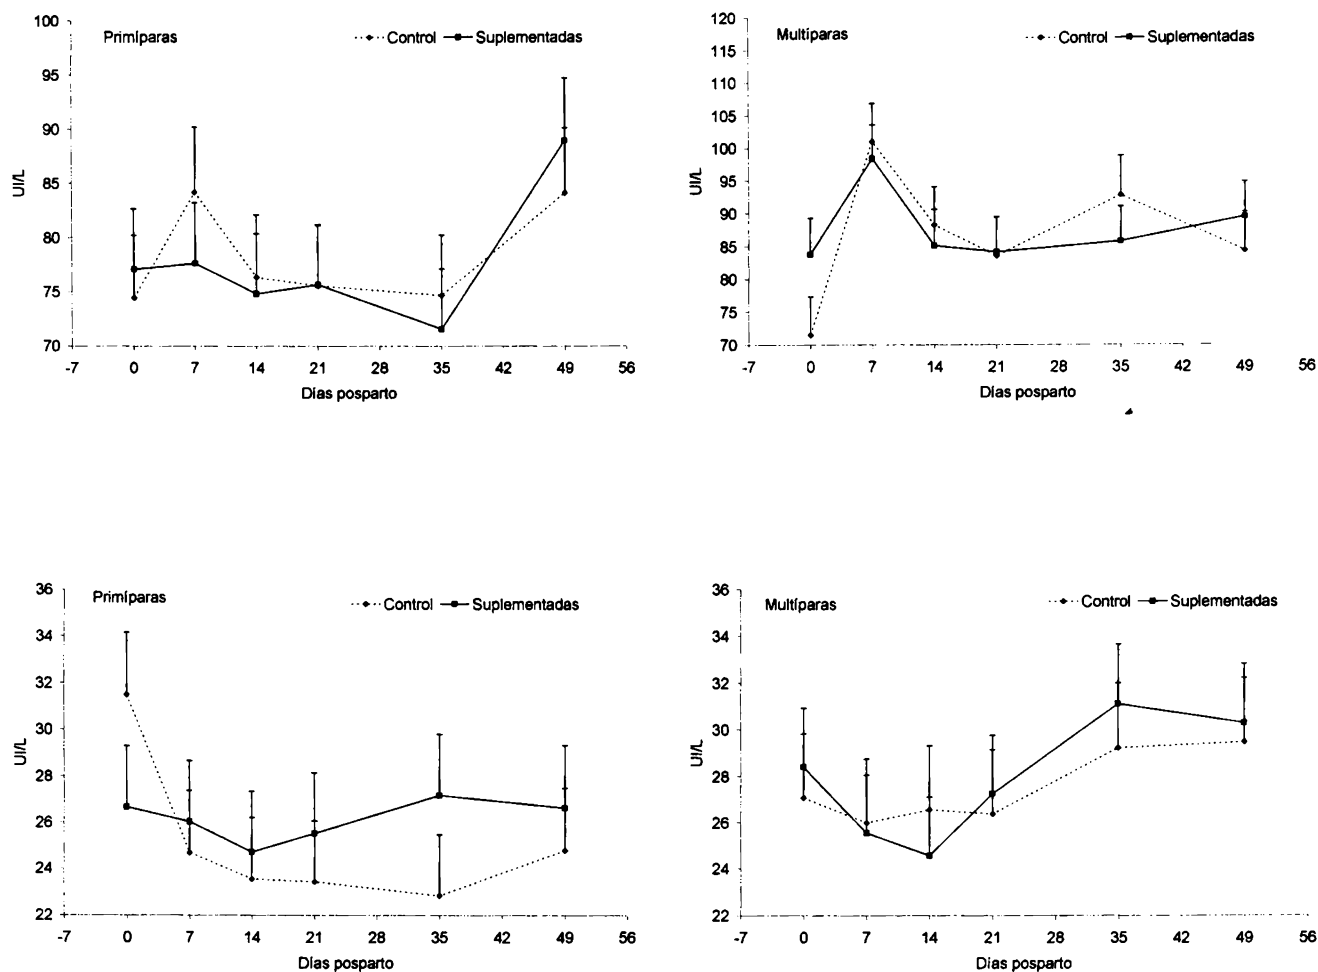 Primíparas
Control Suplementadas
100
95
90
85
80
75
70
UI/L
-7 0 7 14 21 28 35 42 49 56
Días posparto
Multíparas
Control Suplementadas
120
115
110
105
100
95
90
85
80
75
70
UI/L
-7 0 7 14 21 28 35 42 49 56
Días posparto
Primíparas
Control Suplementadas
36
34
32
30
28
26
24
22
UI/L
-7 0 7 14 21 28 35 42 49 56
Días posparto
Multíparas
Control Suplementadas
36
34
32
30
28
26
24
22
UI/L
-7 0 7 14 21 28 35 42 49 56
Días posparto